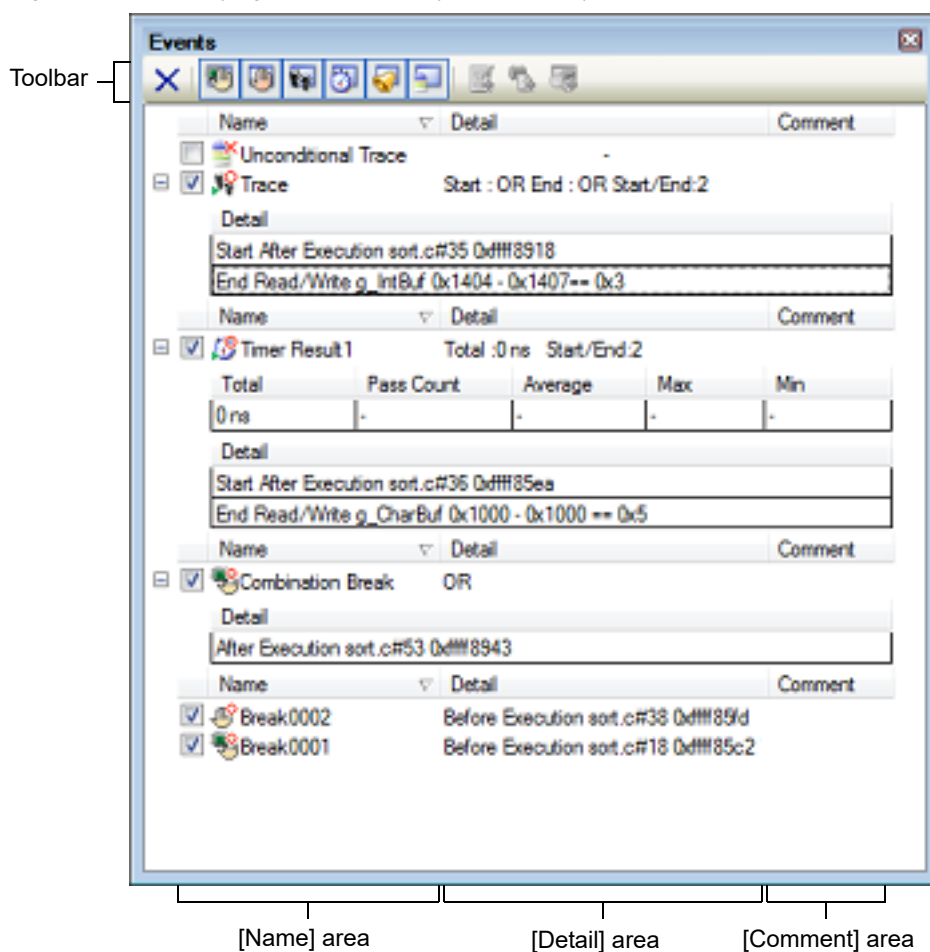 Events
Toolbar
Name Detail Comment
Unconditional Trace -
Trace Start : OR End : OR Start/End:2
Detail
Start After Execution sort.c#35 0xffff8918
End Read/Write g_IntBuf 0x1404 - 0x1407== 0x3
Name Detail Comment
Timer Result1 Total :0 ns Start/End:2
Total Pass Count Average Max Min
0 ns - - - -
Detail
Start After Execution sort.c#36 0xffff85ea
End Read/Write g_CharBuf 0x1000 - 0x1000 == 0x5
Name Detail Comment
Combination Break OR
Detail
After Execution sort.c#53 0xffff8943
Name Detail Comment
Break0002 Before Execution sort.c#38 0xffff85fd
Break0001 Before Execution sort.c#18 0xffff85c2
[Name] area [Detail] area [Comment] area